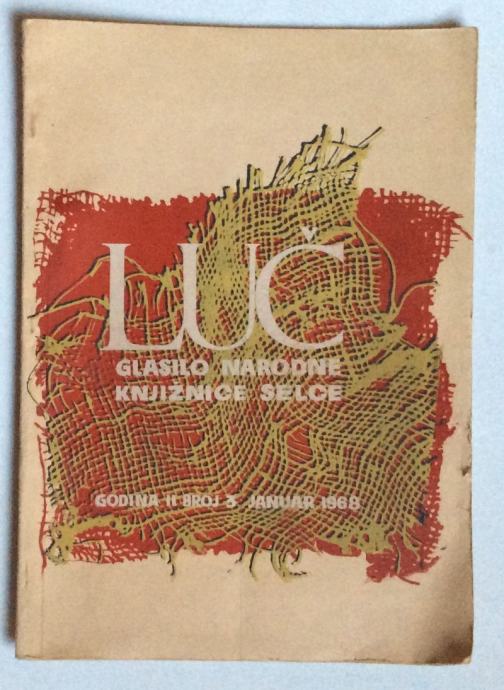 LUČ
GLASILO NARODNE
KNJIŽNICE SELCE
GODINA II BROJ 3. JANUAR 1968